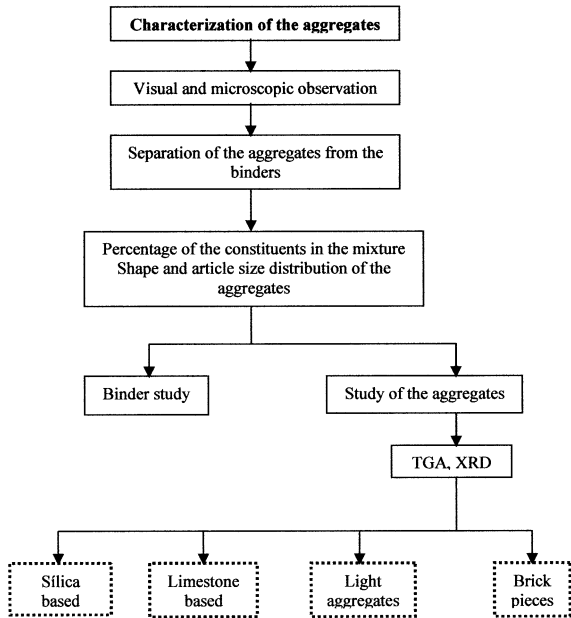 Characterization of the aggregates
Visual and microscopic observation
Separation of the aggregates from the
binders
Percentage of the constituents in the mixture
Shape and article size distribution of the
aggregates
Binder study
Study of the aggregates
TGA, XRD
Sílica
based
Limestone
based
Light
aggregates
Brick
pieces